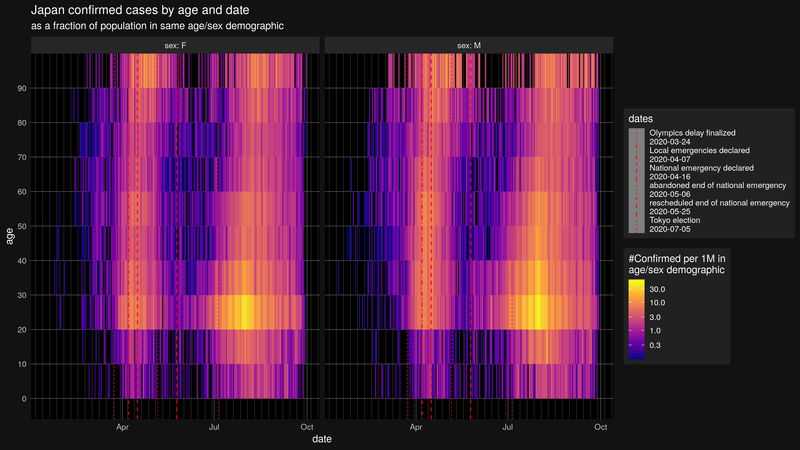 Japan confirmed cases by age and date
as a fraction of population in same age/sex demographic
sex: F
sex: M
90
80
70
60
50
40
30
20
10
0
age
Apr
Jul
Oct
Apr
Jul
Oct
date
dates
Olympics delay finalized
2020-03-24
Local emergencies declared
2020-04-07
National emergency declared
2020-04-16
abandoned end of national emergency
2020-05-06
rescheduled end of national emergency
2020-05-25
Tokyo election
2020-07-05
#Confirmed per 1M in
age/sex demographic
30.0
10.0
3.0
1.0
0.3